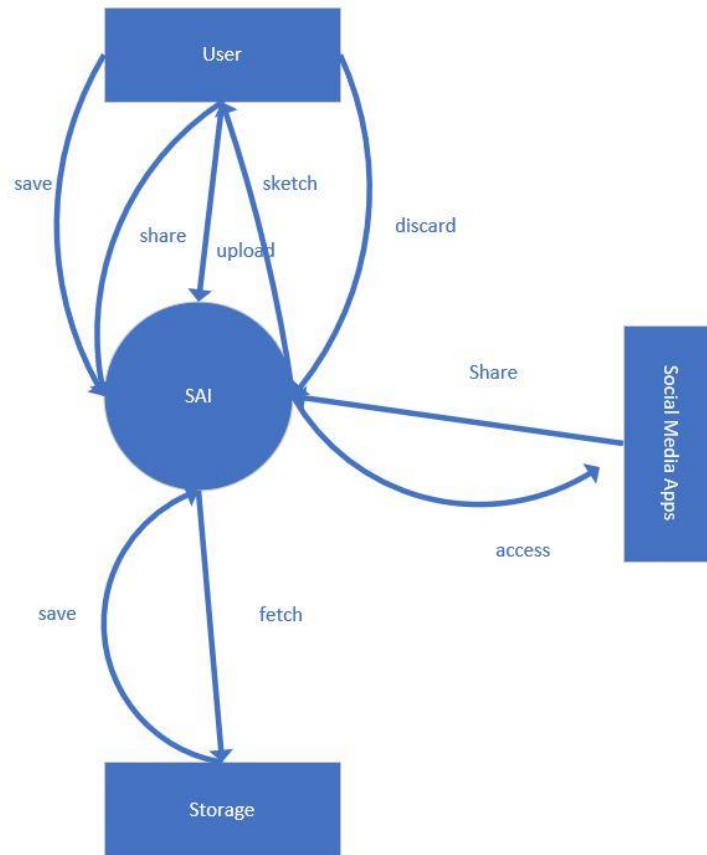 User
save
sketch
share
discard
upload
SAI
Share
Social Media Apps
access
save
fetch
Storage